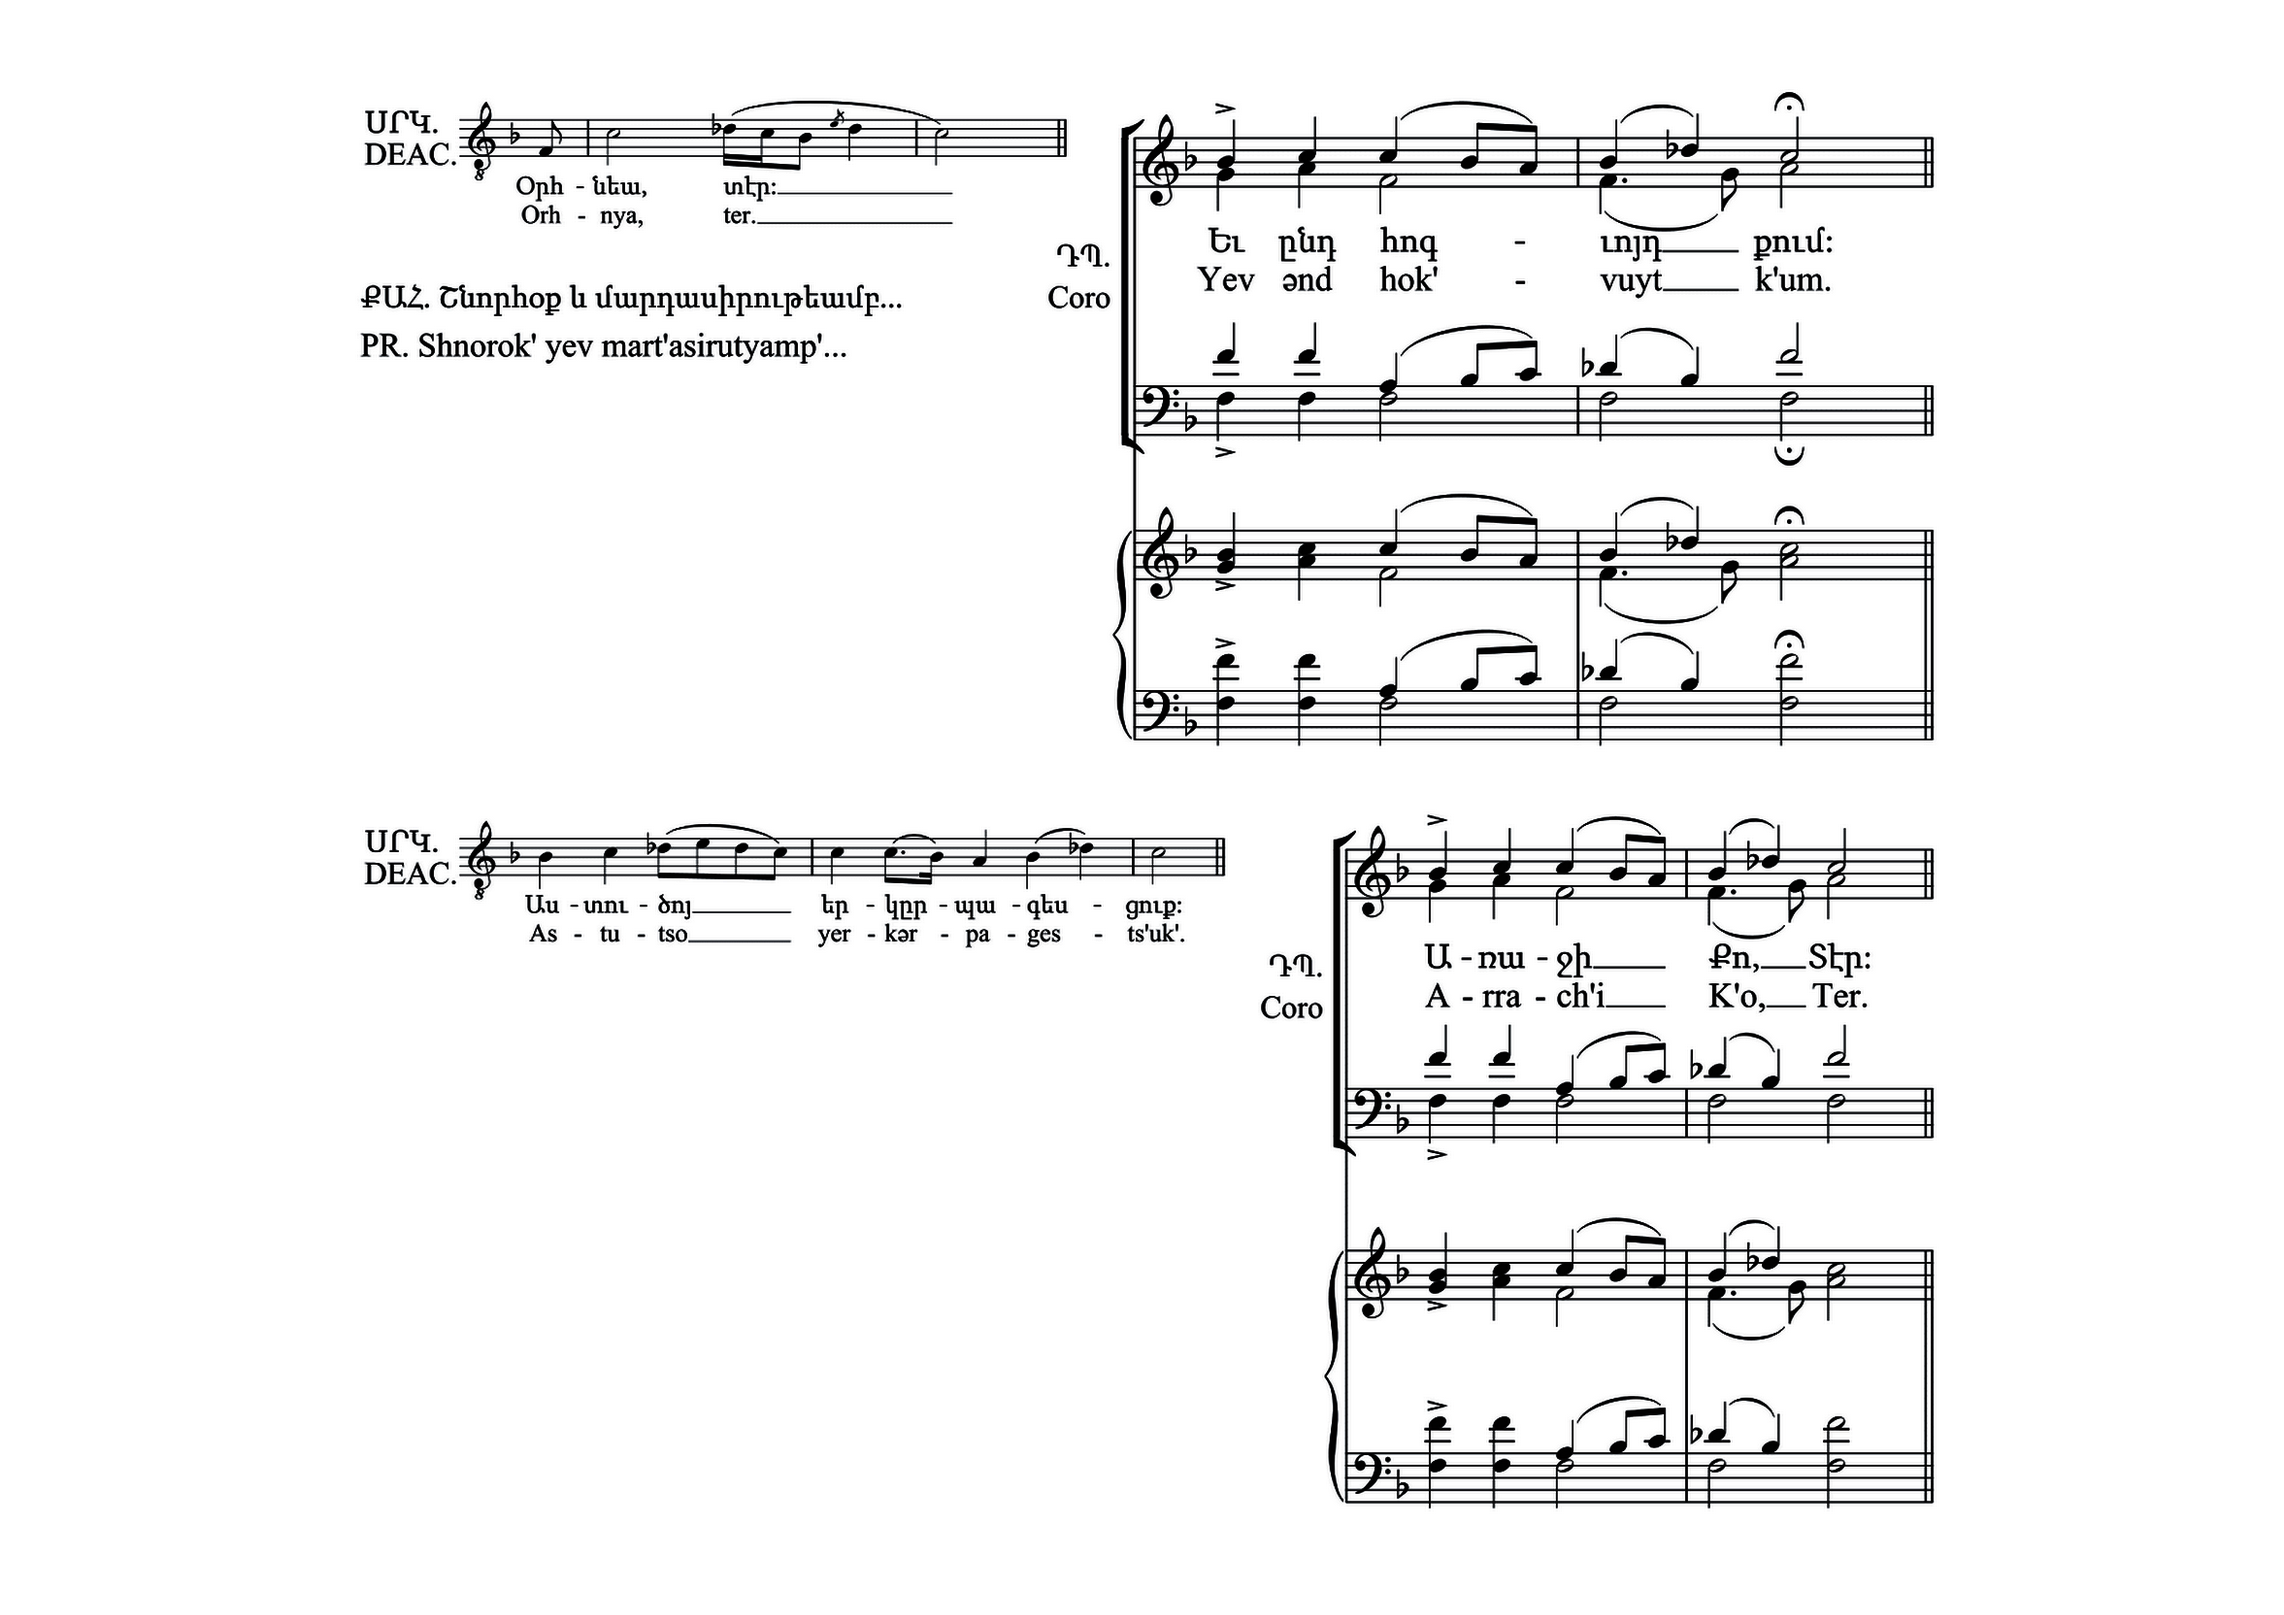 ՍՐԿ.
DEAC.
Օրհ - նեա, տէր:
Orh - nya, ter.
ՔԱՀ. Շնորհօք և մարդասիրութեամբ...
PR. Shnorok' yev mart'asirutyamp'...
ԴՊ.
Coro
Եւ ընդ հոգ - ւոյդ քում:
Yev ənd hok' - vuyt k'um.
ՍՐԿ.
DEAC.
Աս - տու - ծոյ եր - կըր - պա - գես - ցուք:
As - tu - tso yer - kər - pa - ges - ts'uk'.
ԴՊ.
Coro
Ա - ռա - ջի Քո, Տէր:
A - rra - ch'i K'o, Ter.